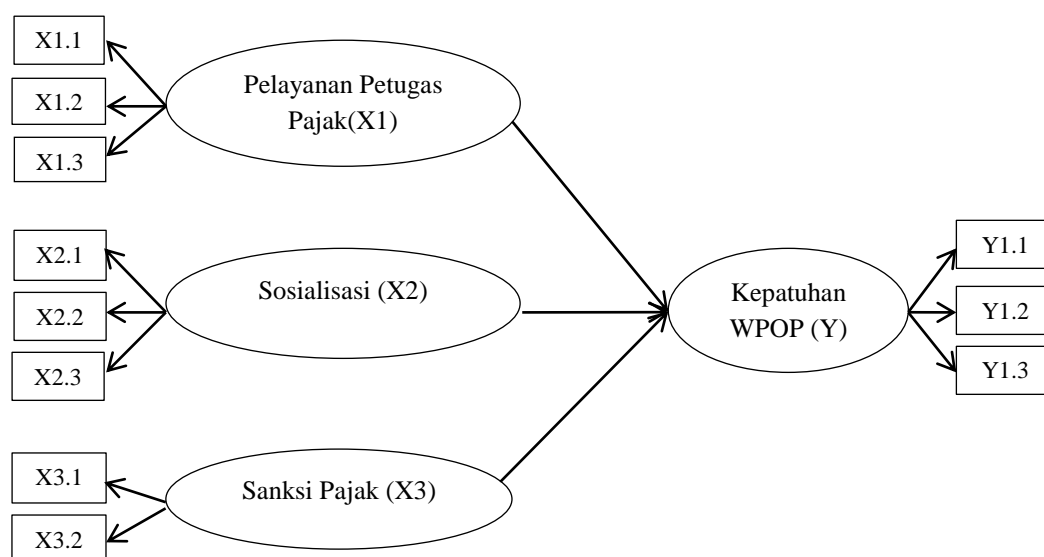 X1.1
X1.2
X1.3
Pelayanan Petugas
Pajak(X1)
X2.1
X2.2
X2.3
Sosialisasi (X2)
X3.1
X3.2
Sanksi Pajak (X3)
Kepatuhan
WPOP (Y)
Y1.1
Y1.2
Y1.3